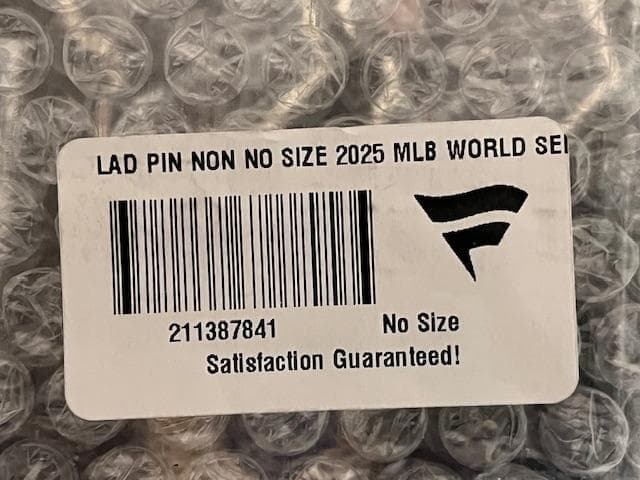 LAD PIN NON NO SIZE 2025 MLB WORLD SE
211387841
No Size
Satisfaction Guaranteed!